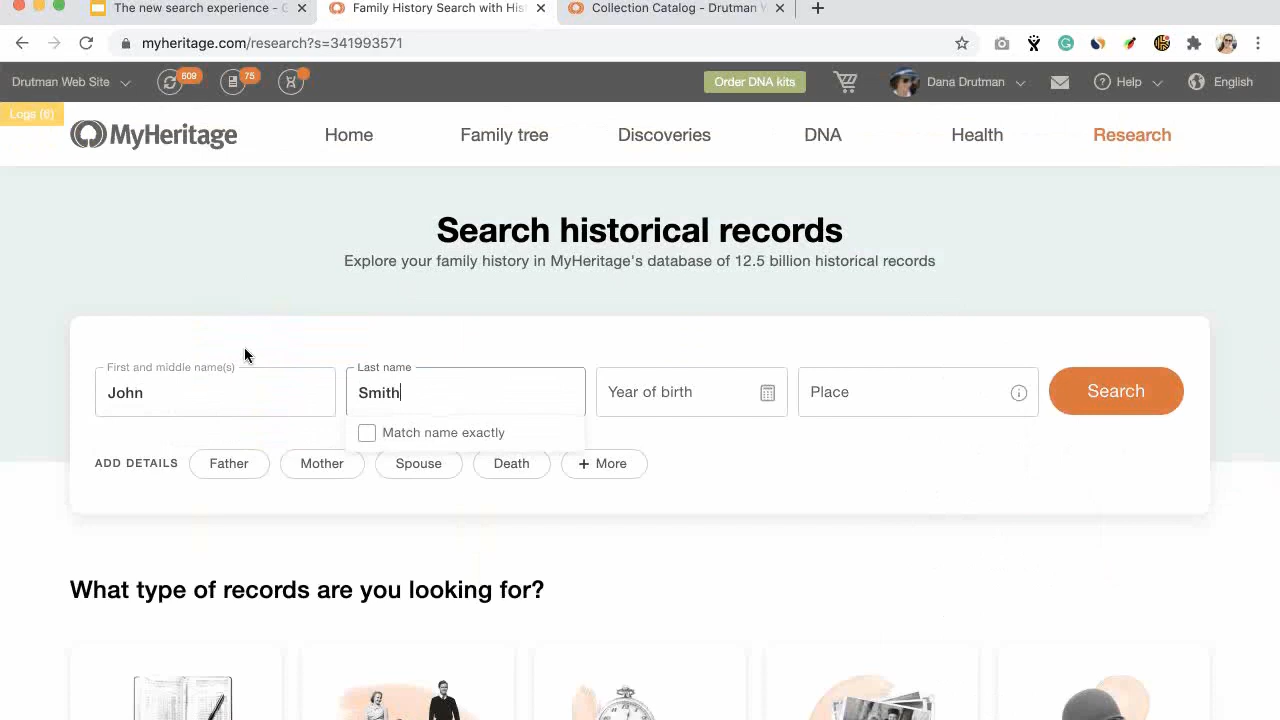 The new search experience - G
Family History Search with His
Collection Catalog - Drutman W
myheritage.com/research?s=341993571
Drutman Web Site
609
75
Order DNA kits
Dana Drutman
Help
English
Logs (6)
MyHeritage
Home
Family tree
Discoveries
DNA
Health
Research
Search historical records
Explore your family history in MyHeritage's database of 12.5 billion historical records
First and middle name(s)
John
Last name
Smith
Year of birth
Place
Search
Match name exactly
ADD DETAILS
Father
Mother
Spouse
Death
+ More
What type of records are you looking for?